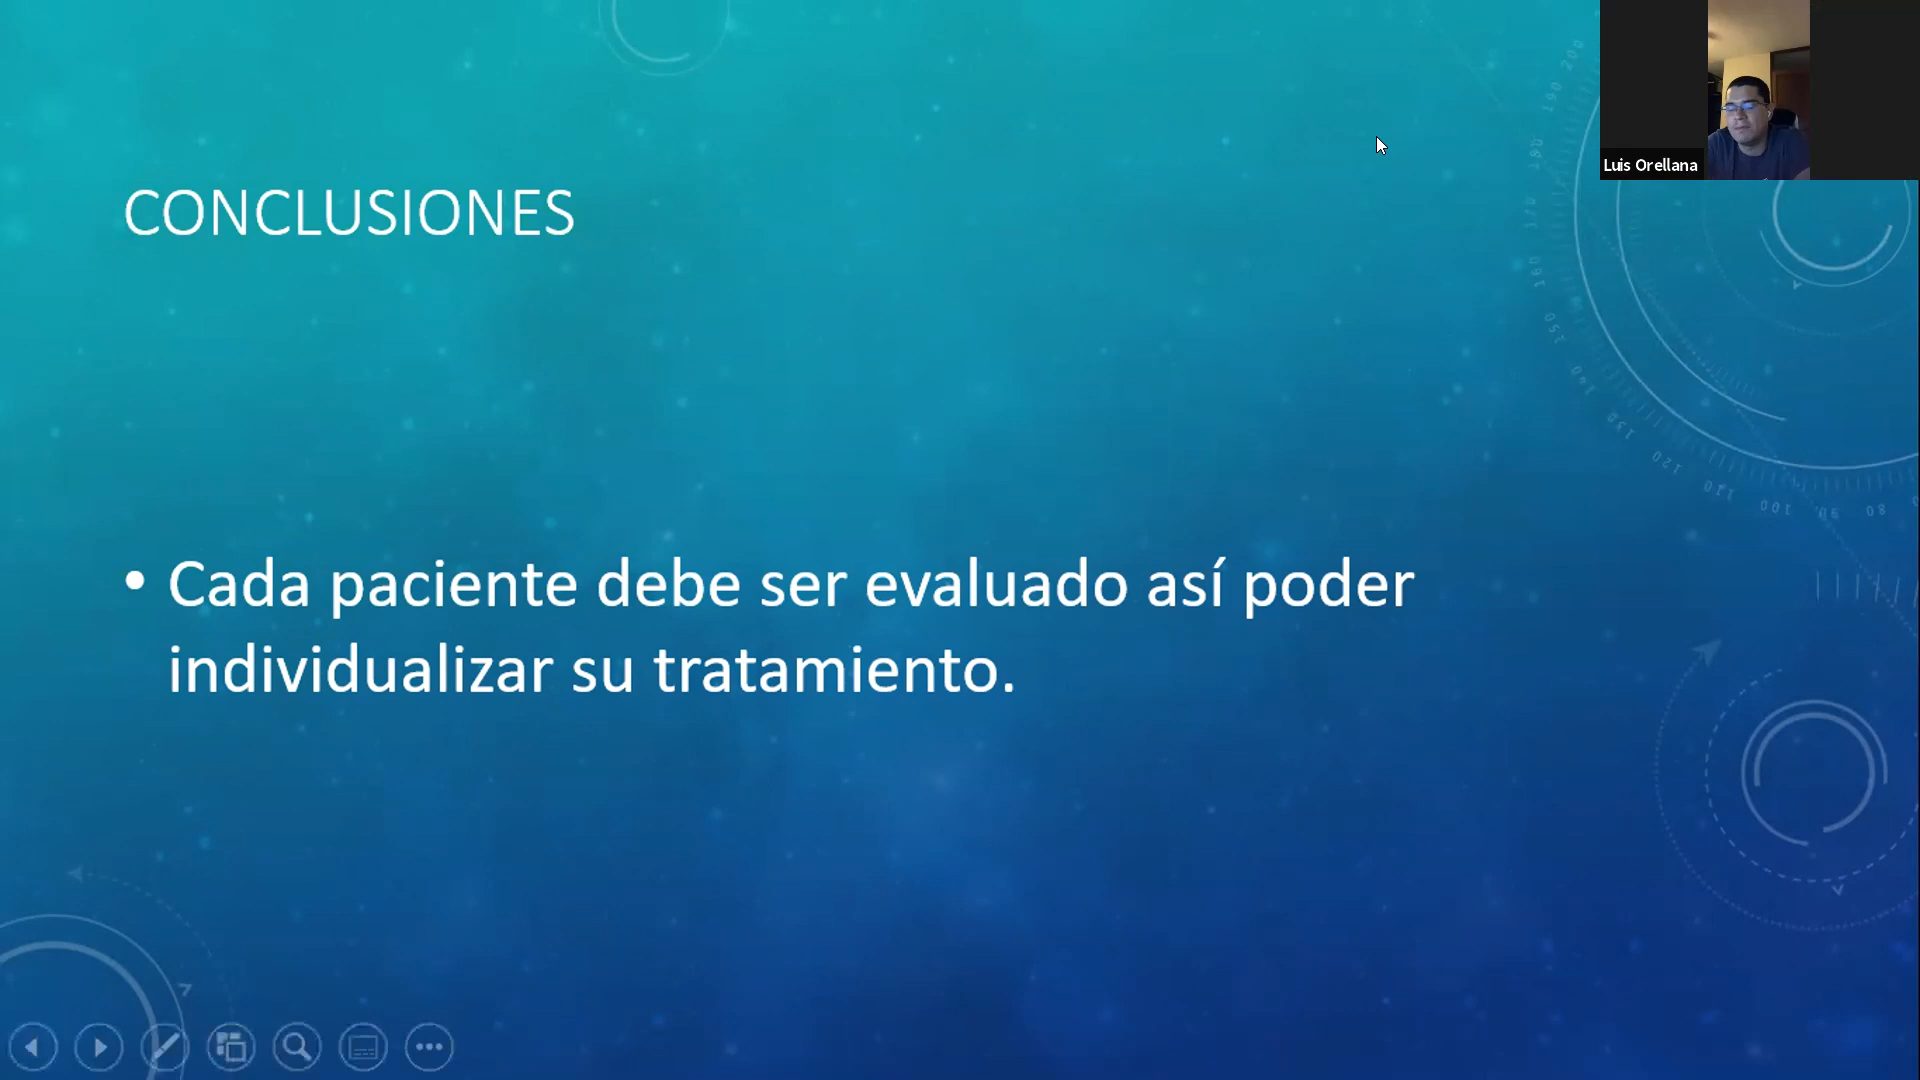 Luis Orellana
CONCLUSIONES
• Cada paciente debe ser evaluado así poder
individualizar su tratamiento.